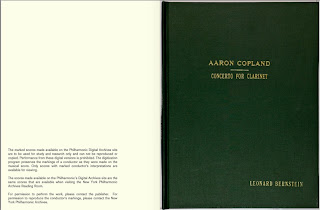 The marked scores made available on the Philharmonic Digital Archives site
are to be used for study and research only and can not be reproduced or
copied. Performance from these digital versions is prohibited. The digitization
program preserves the markings of a conductor as they were made on the
musical score. Only scores with marked conductor's interpretations are
available for viewing.
The scores made available on the Philharmonic's Digital Archives site are the
same scores that are available when visiting the New York Philharmonic
Archives Reading Room.
For permission to perform the work, please contact the publisher. For
permission to reproduce the conductor's markings, please contact the New
York Philharmonic Archives.
AARON COPLAND
CONCERTO FOR CLARINET
LEONARD BERNSTEIN